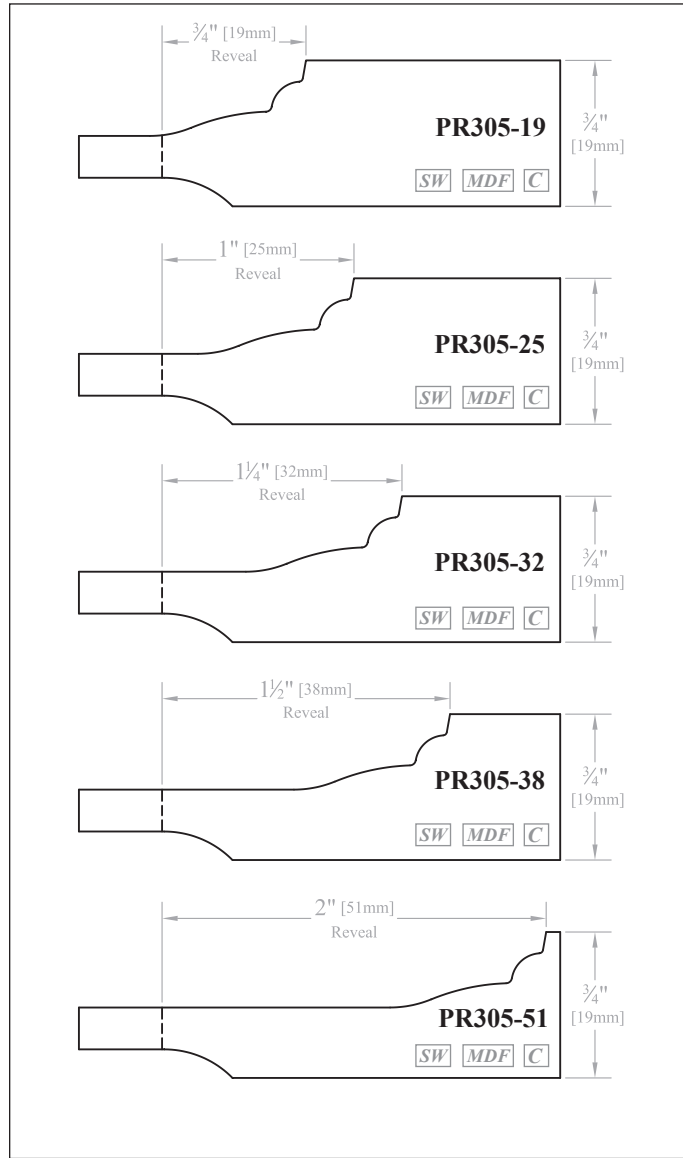 ¾" [19mm]
Reveal
PR305-19
¾"
[19mm]
SW MDF C
1" [25mm]
Reveal
PR305-25
¾"
[19mm]
SW MDF C
1¼" [32mm]
Reveal
PR305-32
¾"
[19mm]
SW MDF C
1½" [38mm]
Reveal
PR305-38
¾"
[19mm]
SW MDF C
2" [51mm]
Reveal
PR305-51
¾"
[19mm]
SW MDF C